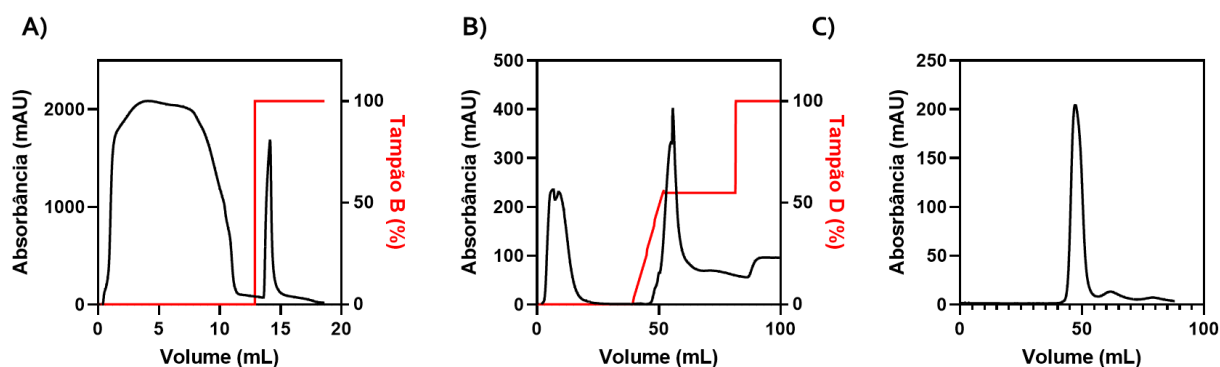 A)
Absorbância (mAU)
2000
1000
0
0 5 10 15 20
Volume (mL)
100
50
0
Tampão B (%)
B)
Absorbância (mAU)
500
400
300
200
100
0
0 50 100
Volume (mL)
100
50
0
Tampão D (%)
C)
Abosrbância (mAU)
250
200
150
100
50
0
0 50 100
Volume (mL)